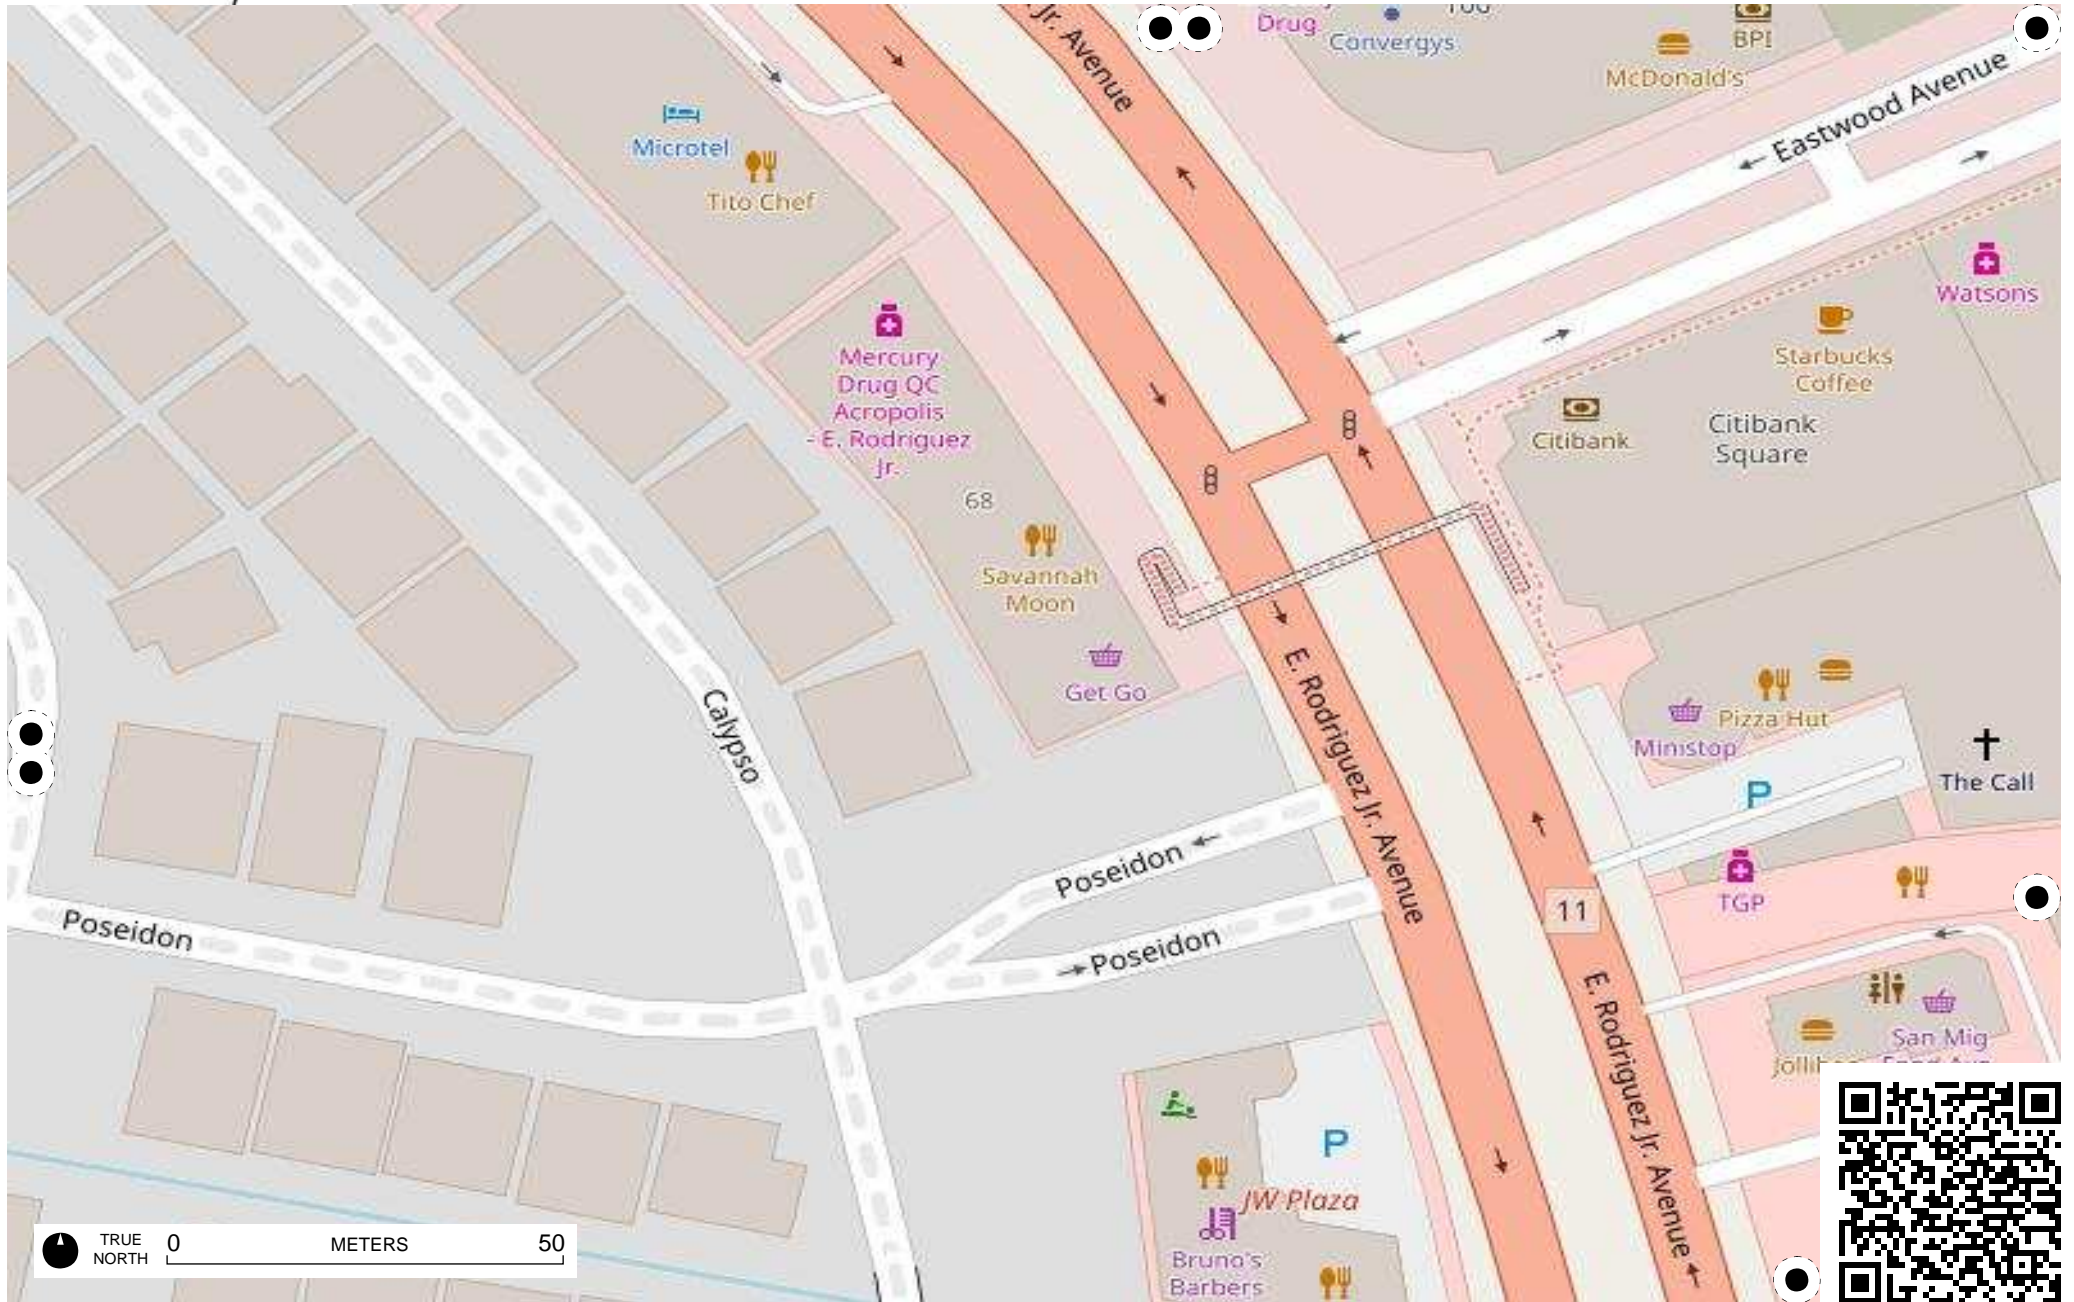 Jr. Avenue
Drug
Convergys
BPI
McDonald's
Eastwood Avenue
Microtel
Tito Chef
Watsons
Mercury
Drug QC
Acropolis
- E. Rodriguez
Jr.
Starbucks
Coffee
Citibank
Citibank
Square
68
Savannah
Moon
Get Go
E. Rodriguez Jr. Avenue
Calypso
Pizza Hut
Ministop
The Call
P
Poseidon
TGP
11
Poseidon
Poseidon
E. Rodriguez Jr. Avenue
San Mig
P
JW Plaza
Bruno's
Barbers
TRUE
NORTH
0 METERS 50